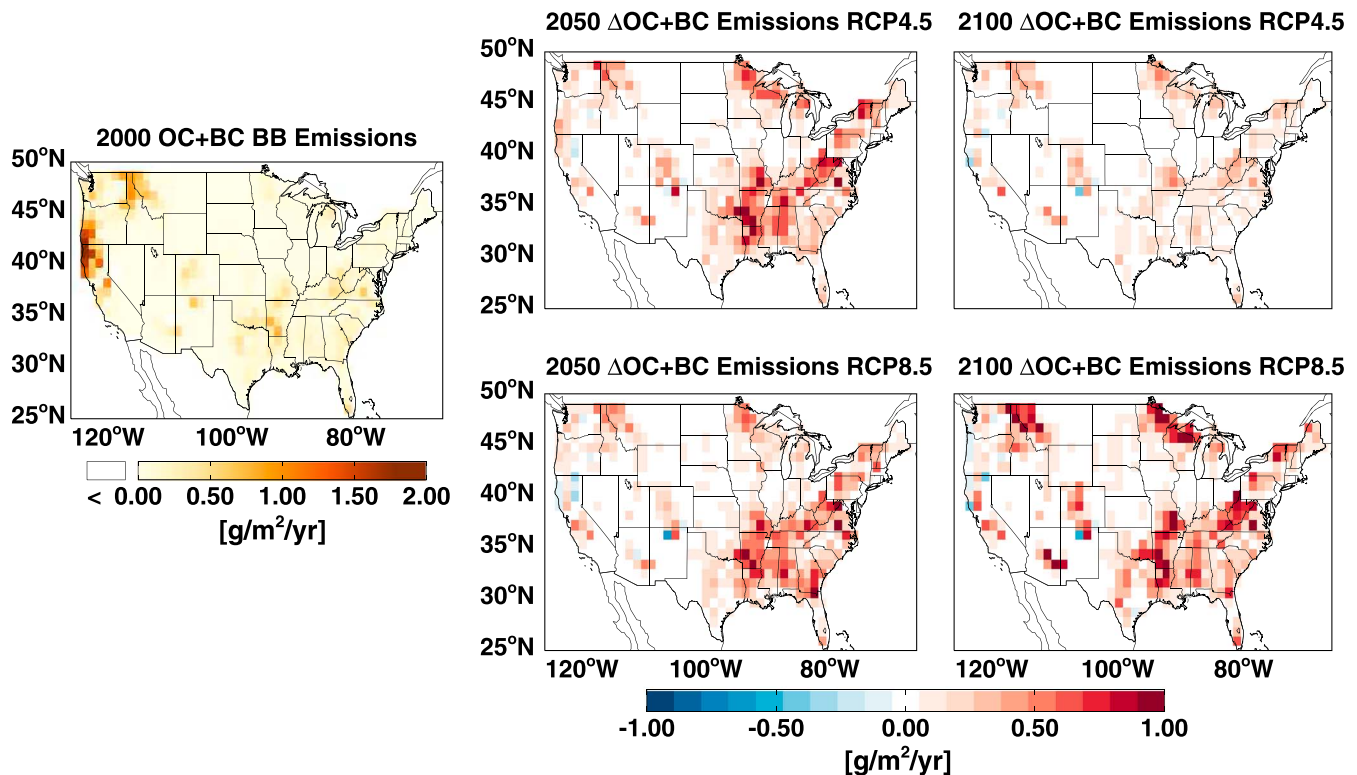 2000 OC+BC BB Emissions
50°N
45°N
40°N
35°N
30°N
25°N
120°W 100°W 80°W
< 0.00 0.50 1.00 1.50 2.00
[g/m²/yr]
2050 ΔOC+BC Emissions RCP4.5
50°N
45°N
40°N
35°N
30°N
25°N
2100 ΔOC+BC Emissions RCP4.5
2050 ΔOC+BC Emissions RCP8.5
50°N
45°N
40°N
35°N
30°N
25°N
120°W 100°W 80°W
2100 ΔOC+BC Emissions RCP8.5
120°W 100°W 80°W
-1.00 -0.50 0.00 0.50 1.00
[g/m²/yr]